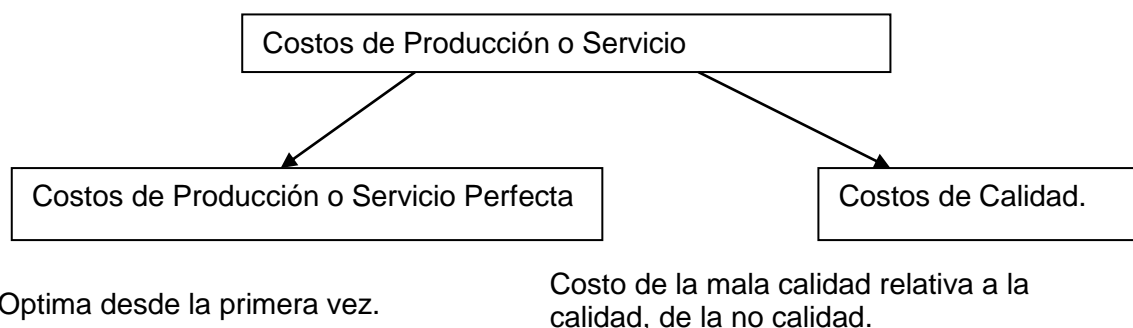 Costos de Producción o Servicio
Costos de Producción o Servicio Perfecta
Costos de Calidad.
Optima desde la primera vez.
Costo de la mala calidad relativa a la
calidad, de la no calidad.